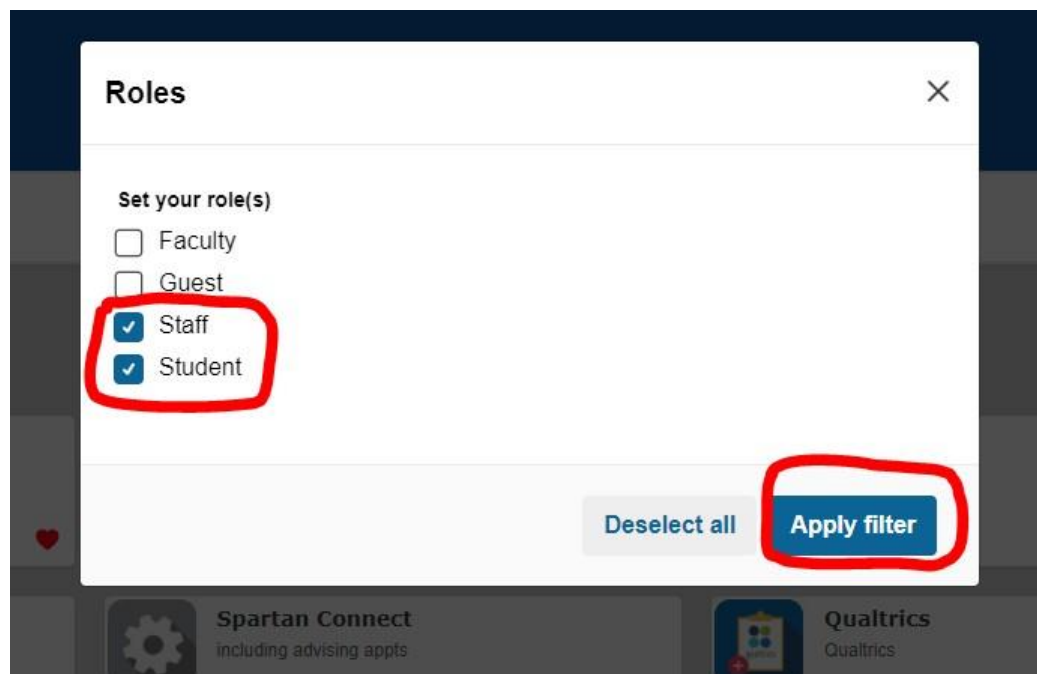 Roles
Set your role(s)
Faculty
Guest
Staff
Student
Deselect all
Apply filter
Spartan Connect
including advising appts
Qualtrics
Qualtrics